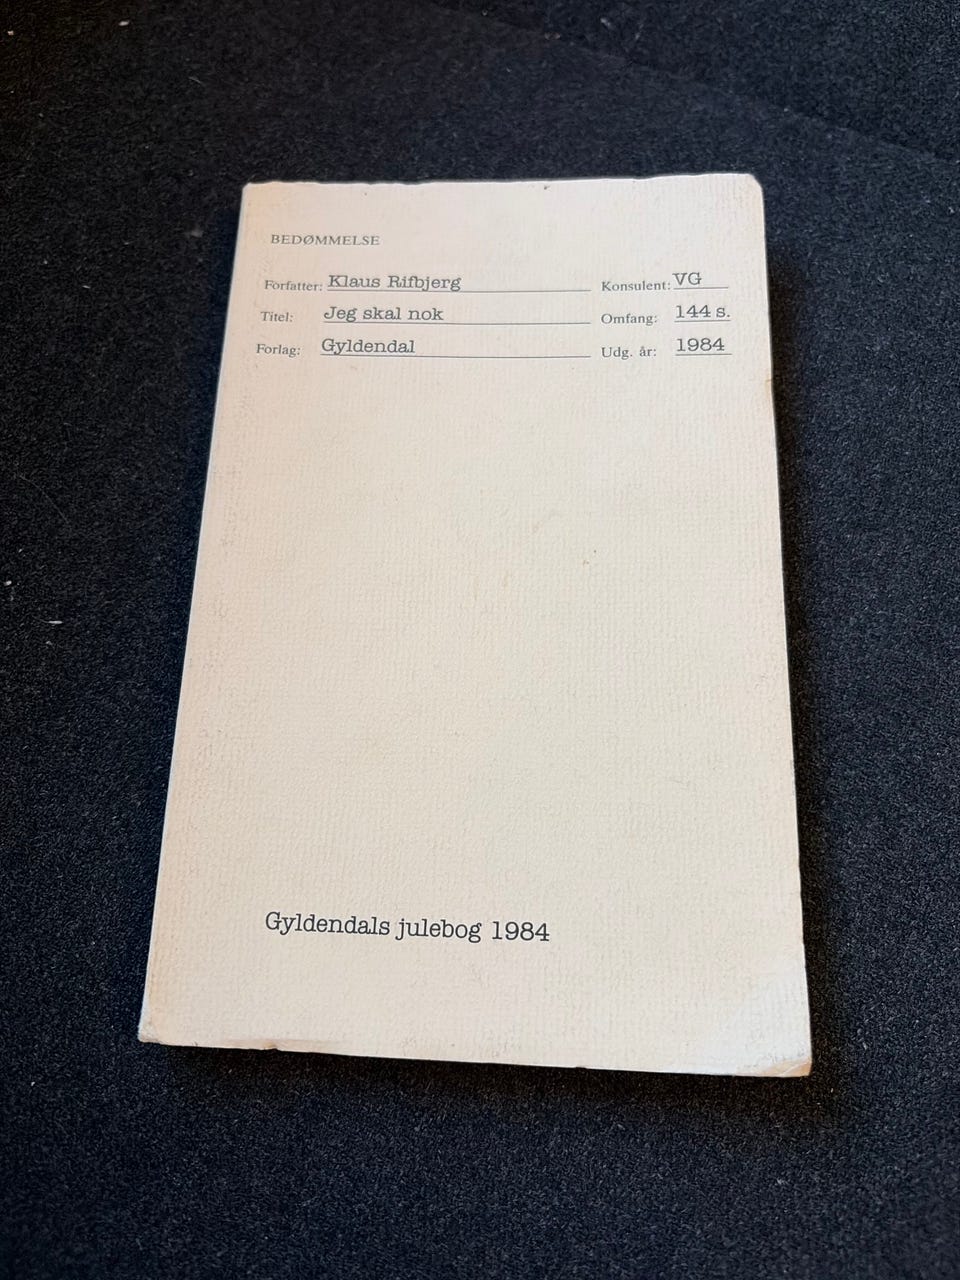 BEDØMMELSE
Forfatter: Klaus Rifbjerg Konsulent: VG
Titel: Jeg skal nok Omfang: 144 s.
Forlag: Gyldendal Udg. år: 1984
Gyldendals julebog 1984